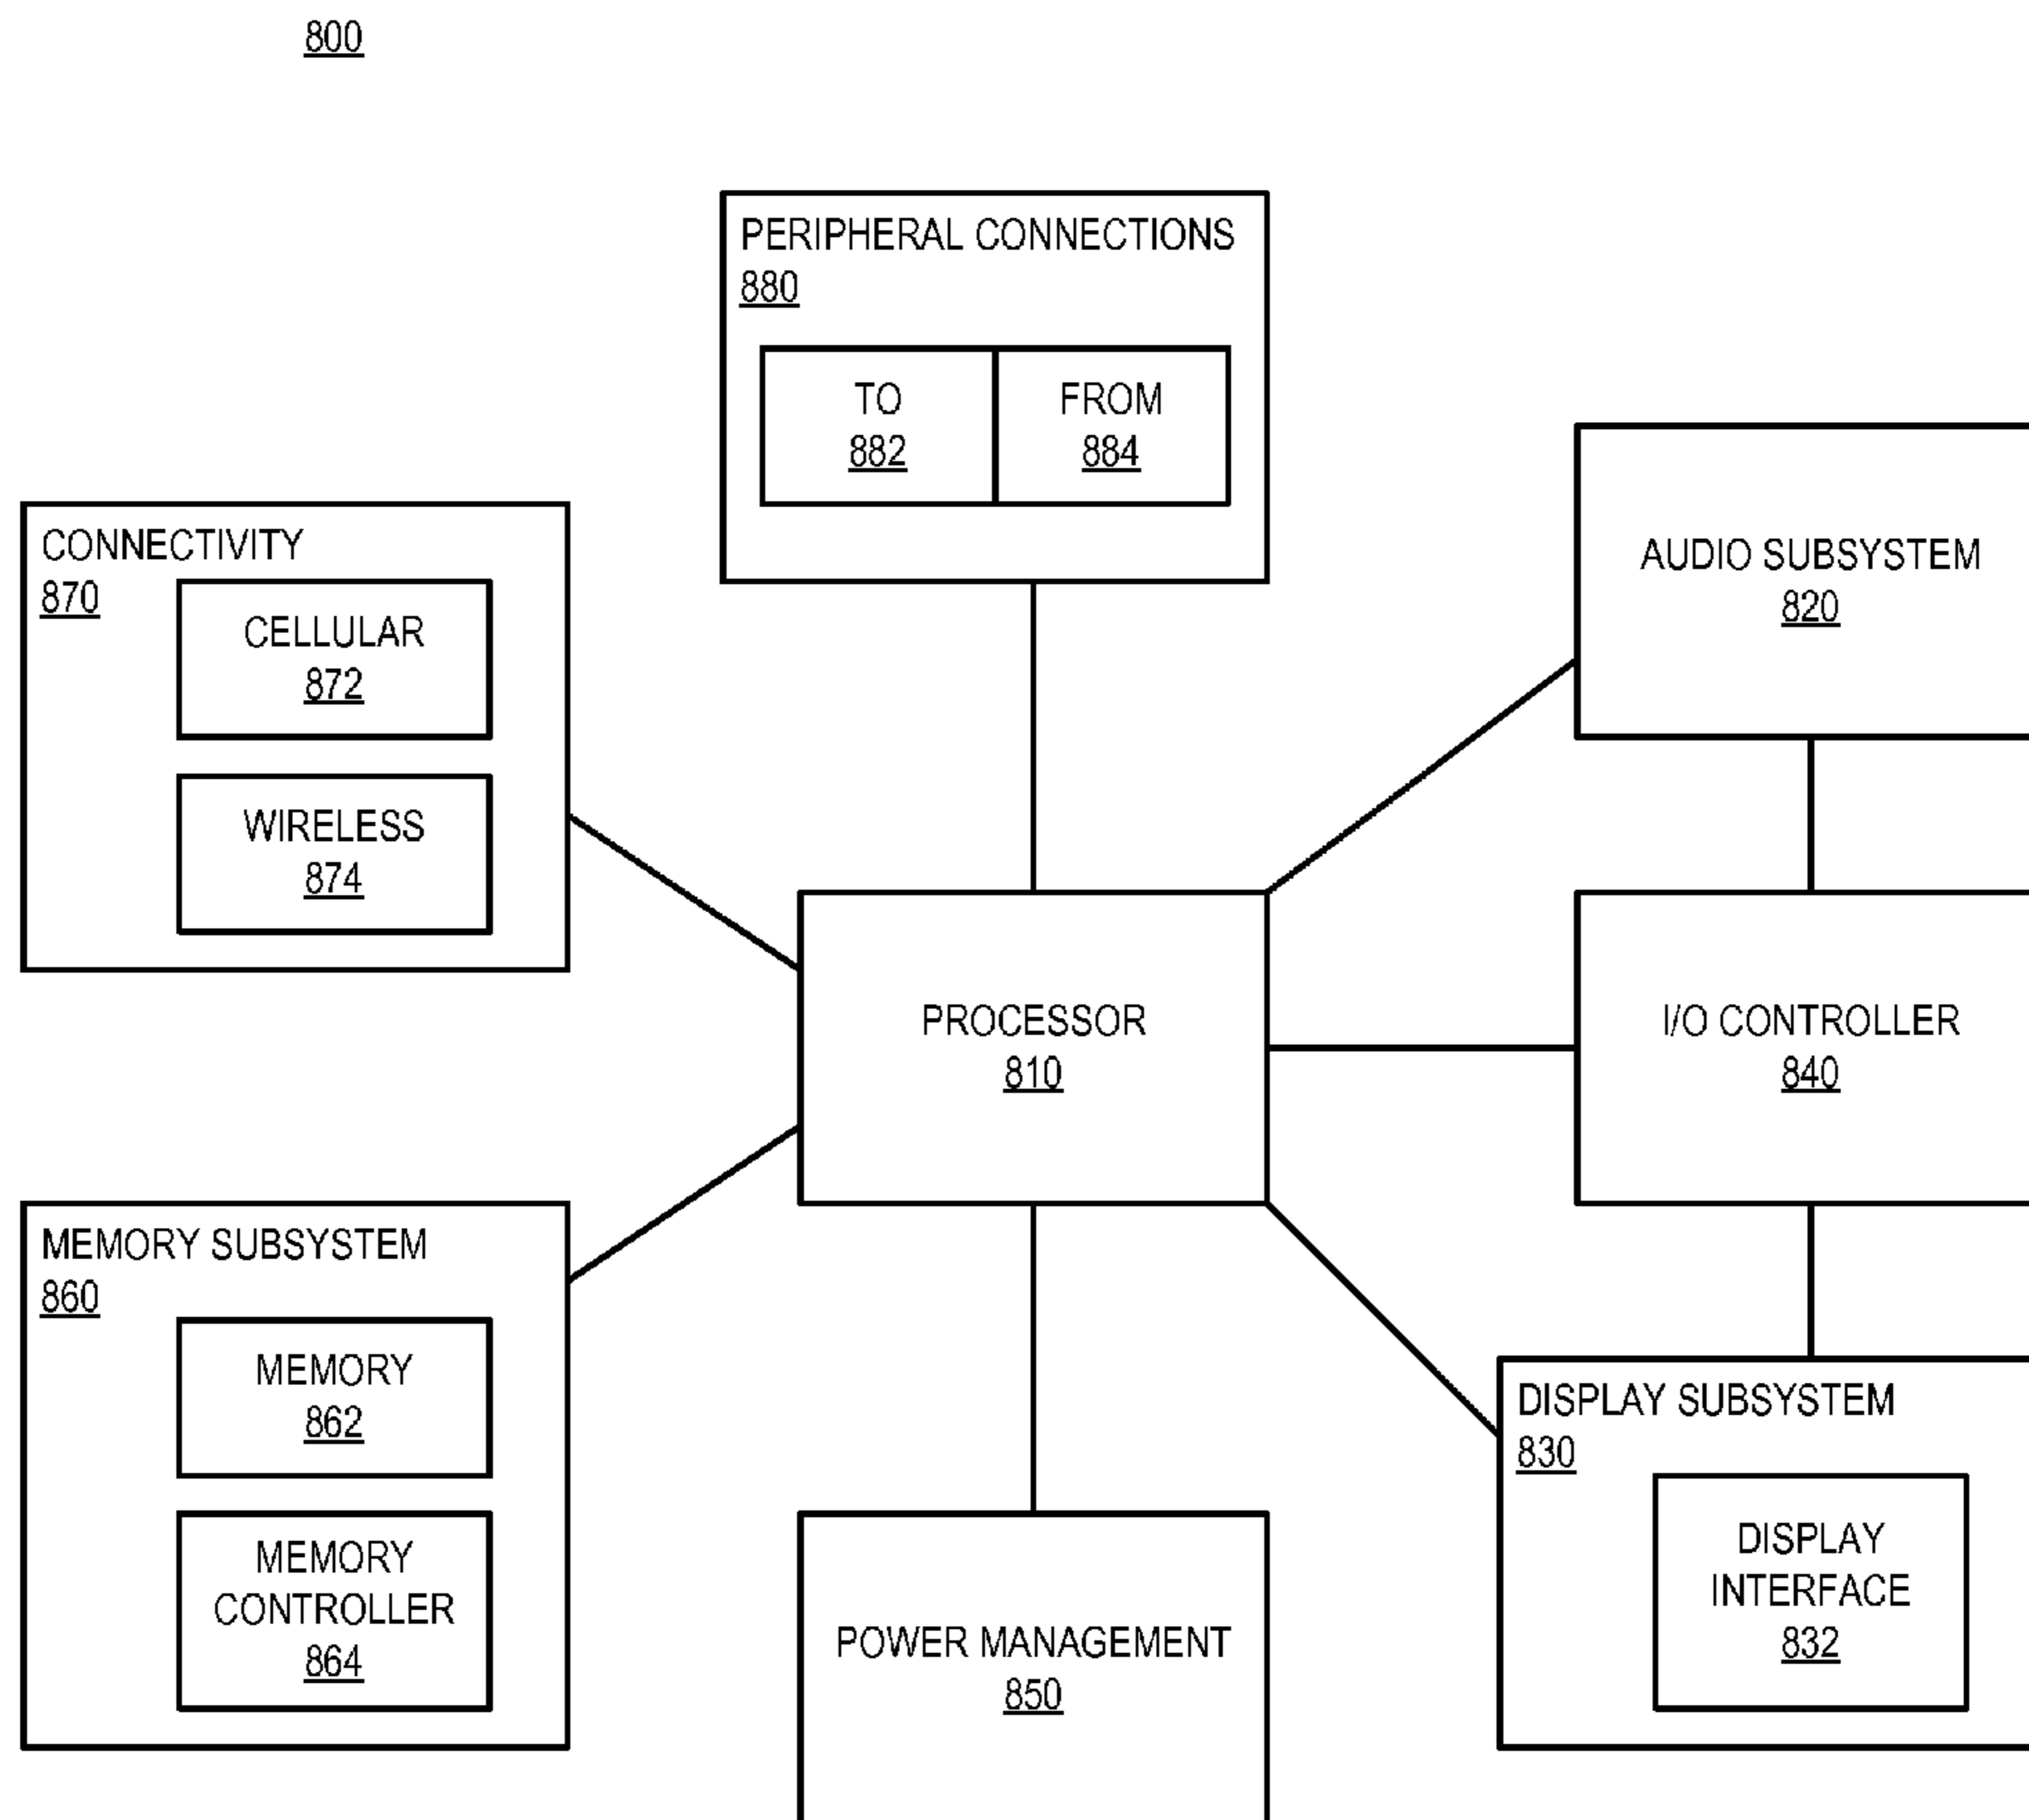 800
PERIPHERAL CONNECTIONS
880
TO
882
FROM
884
CONNECTIVITY
870
CELLULAR
872
WIRELESS
874
AUDIO SUBSYSTEM
820
PROCESSOR
810
I/O CONTROLLER
840
MEMORY SUBSYSTEM
860
MEMORY
862
MEMORY
CONTROLLER
864
POWER MANAGEMENT
850
DISPLAY SUBSYSTEM
830
DISPLAY
INTERFACE
832